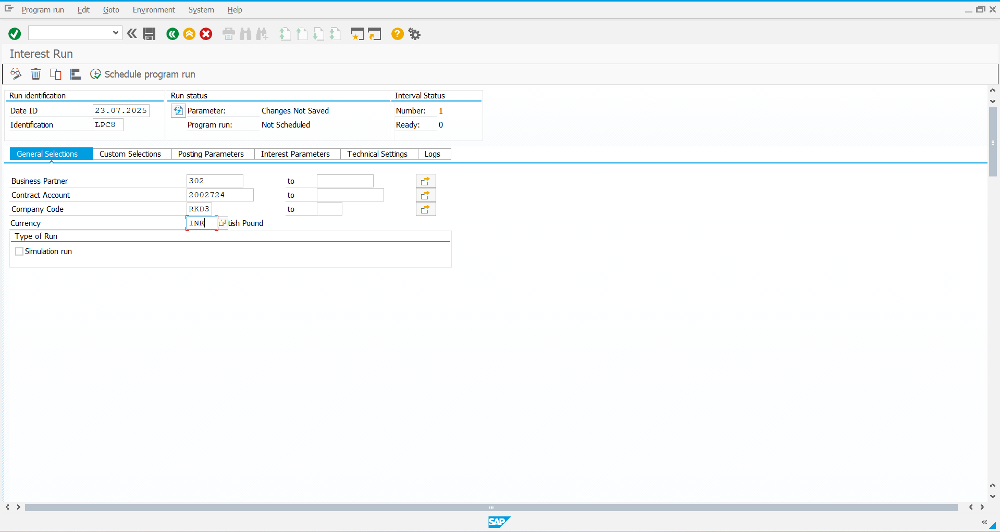 Program run Edit Goto Environment System Help
Interest Run
Schedule program run
Run identification Run status Interval Status
Date ID 23.07.2025 Parameter: Changes Not Saved Number: 1
Identification LPC8 Program run: Not Scheduled Ready: 0
General Selections Custom Selections Posting Parameters Interest Parameters Technical Settings Logs
Business Partner 302 to
Contract Account 2002724 to
Company Code RKD3 to
Currency INR tish Pound
Type of Run
Simulation run
SAP